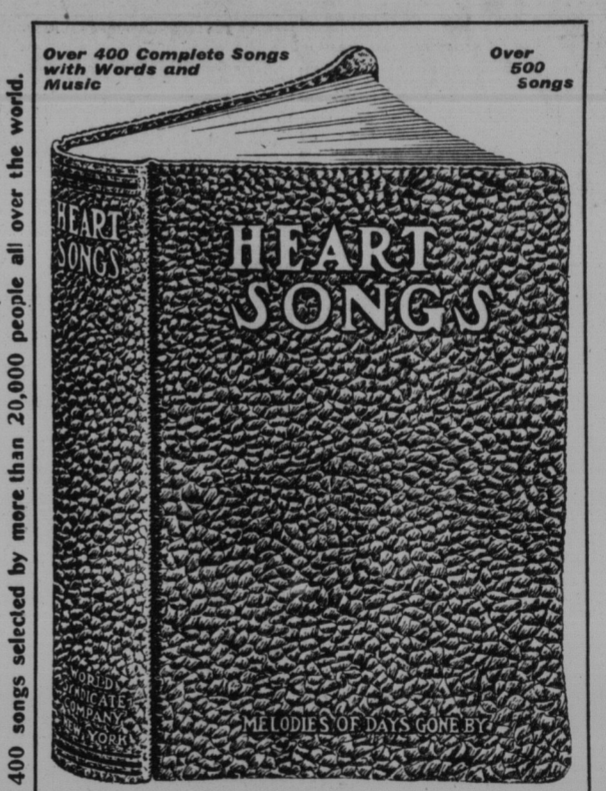 Over 400 Complete Songs
with Words and
Music
Over
500
Songs
400 songs selected by more than 20,000 people all over the world.
HEART
SONGS
HEART
SONGS
WORLD
SYNDICATE
COMPANY
NEW YORK
MELODIES OF DAYS GONE BY